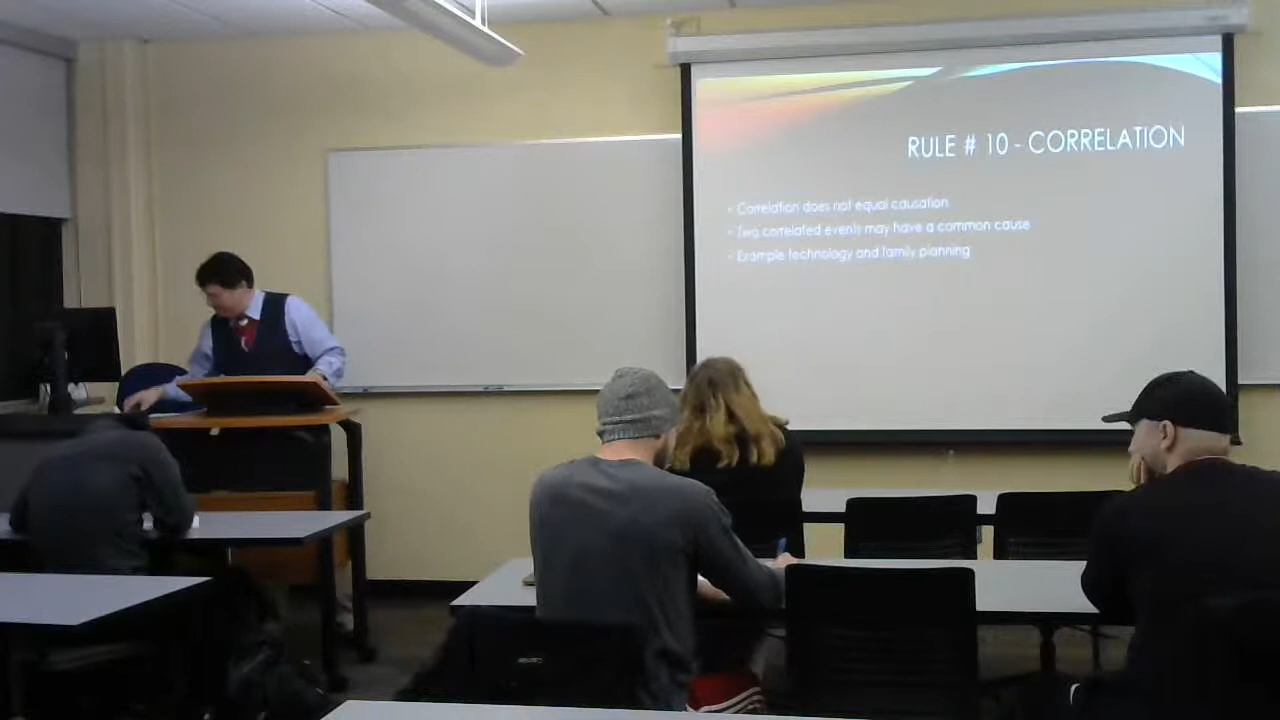 RULE # 10 - CORRELATION
Correlation does not equal causation
Two correlated events may have a common cause
Example technology and family planning